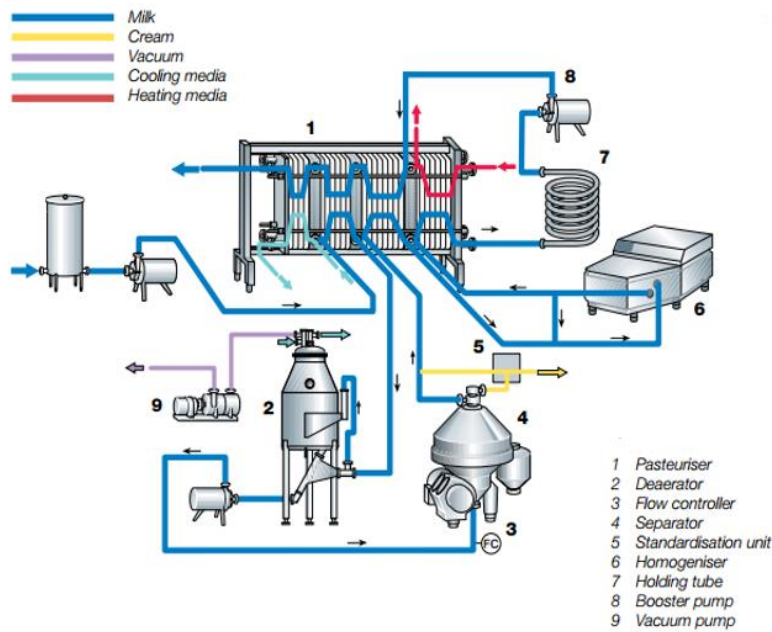 Milk
Cream
Vacuum
Cooling media
Heating media
1
8
7
6
5
2
9
4
3
FC
1 Pasteuriser
2 Deaerator
3 Flow controller
4 Separator
5 Standardisation unit
6 Homogeniser
7 Holding tube
8 Booster pump
9 Vacuum pump